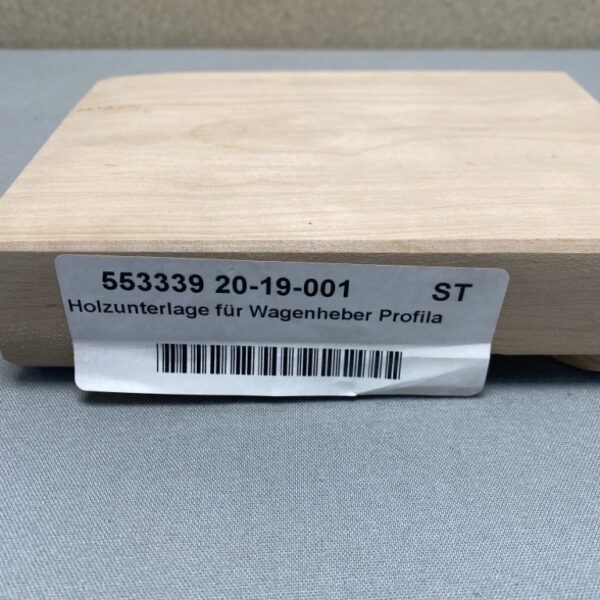 553339 20-19-001 ST
Holzunterlage für Wagenheber Profila